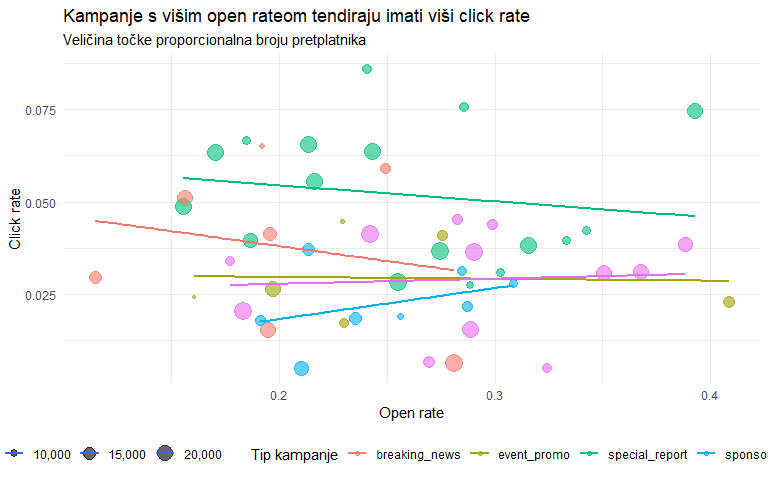 Kampanje s višim open rateom tendiraju imati viši click rate
Veličina točke proporcionalna broju pretplatnika
Click rate
0.075
0.050
0.025
0.2 0.3 0.4
Open rate
10,000 15,000 20,000 Tip kampanje breaking_news event_promo special_report sponso